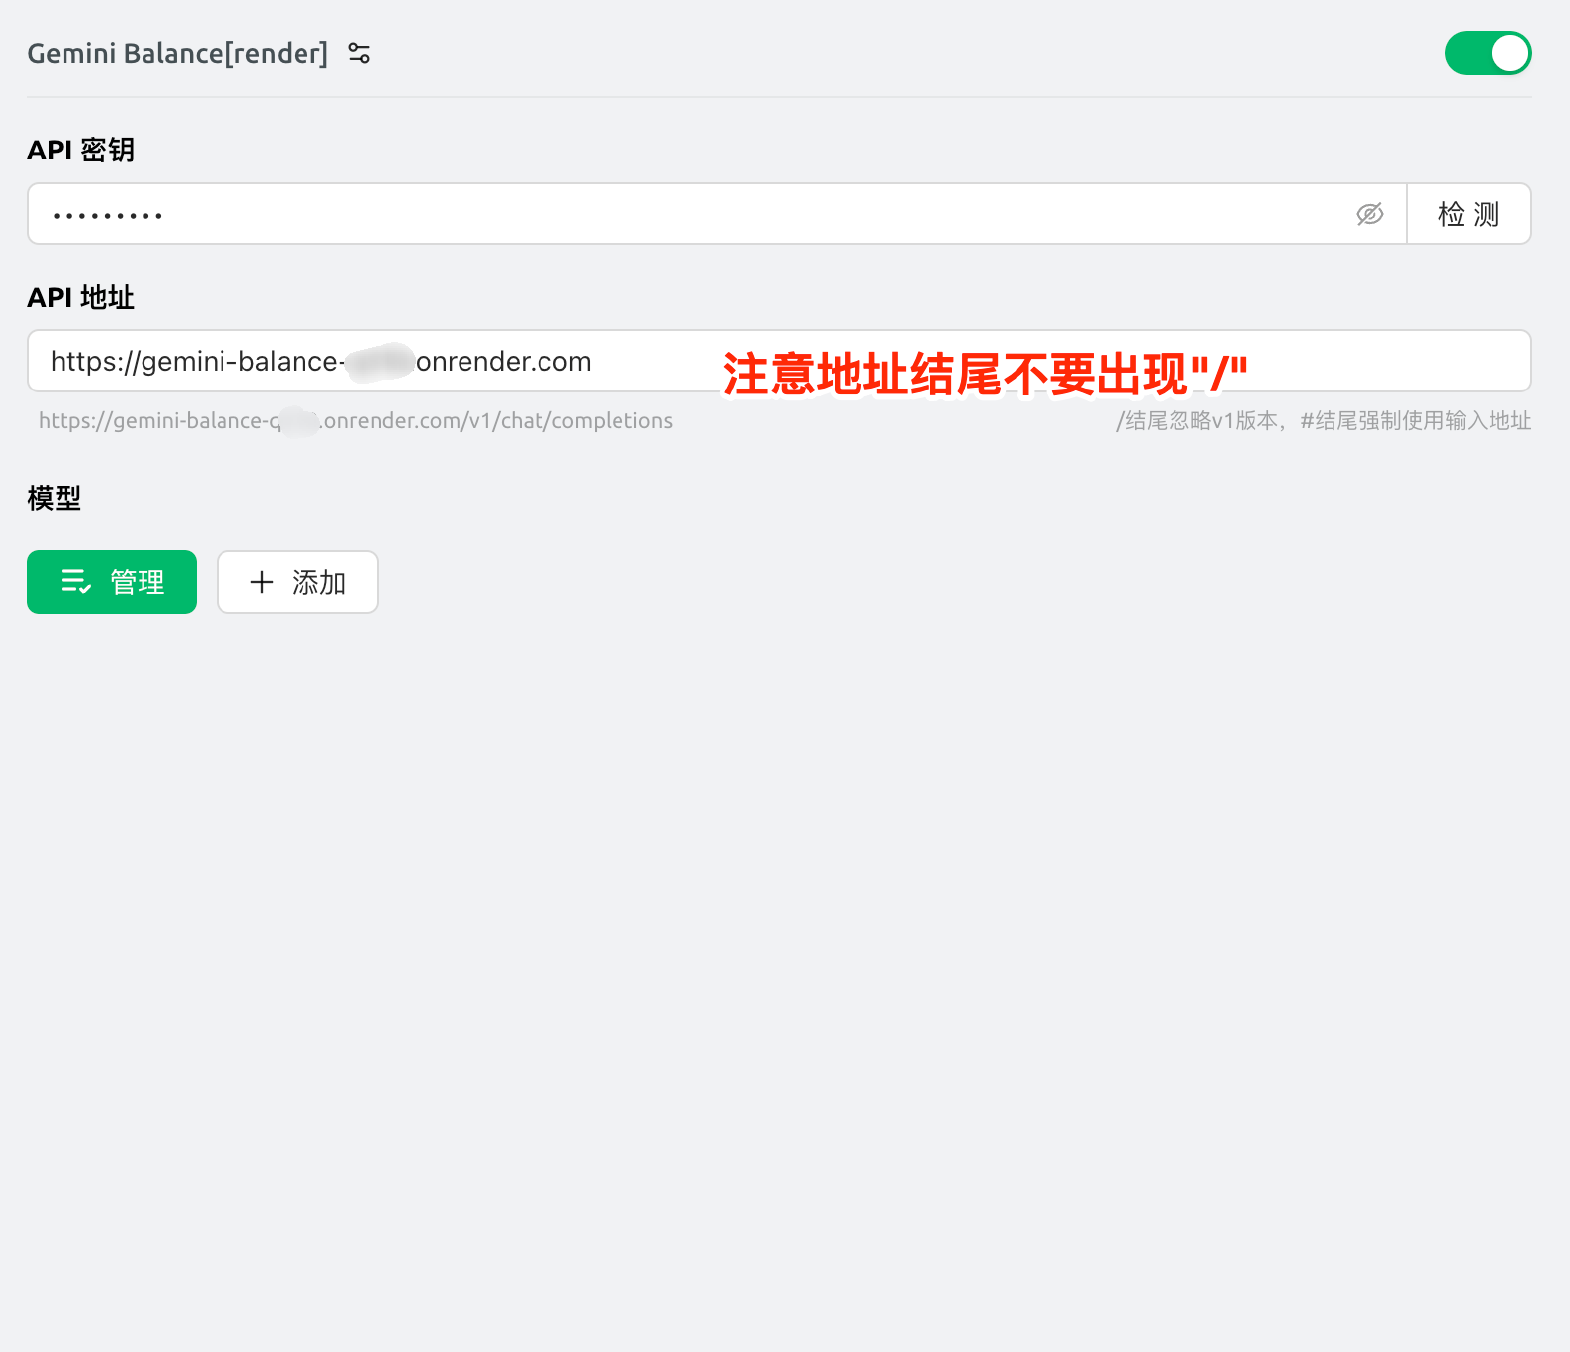 Gemini Balance[render]
API 密钥
•••••••••
检 测
API 地址
https://gemini-balance- onrender.com
注意地址结尾不要出现"/"
https://gemini-balance-q .onrender.com/v1/chat/completions
/结尾忽略v1版本，#结尾强制使用输入地址
模型
管理
添加